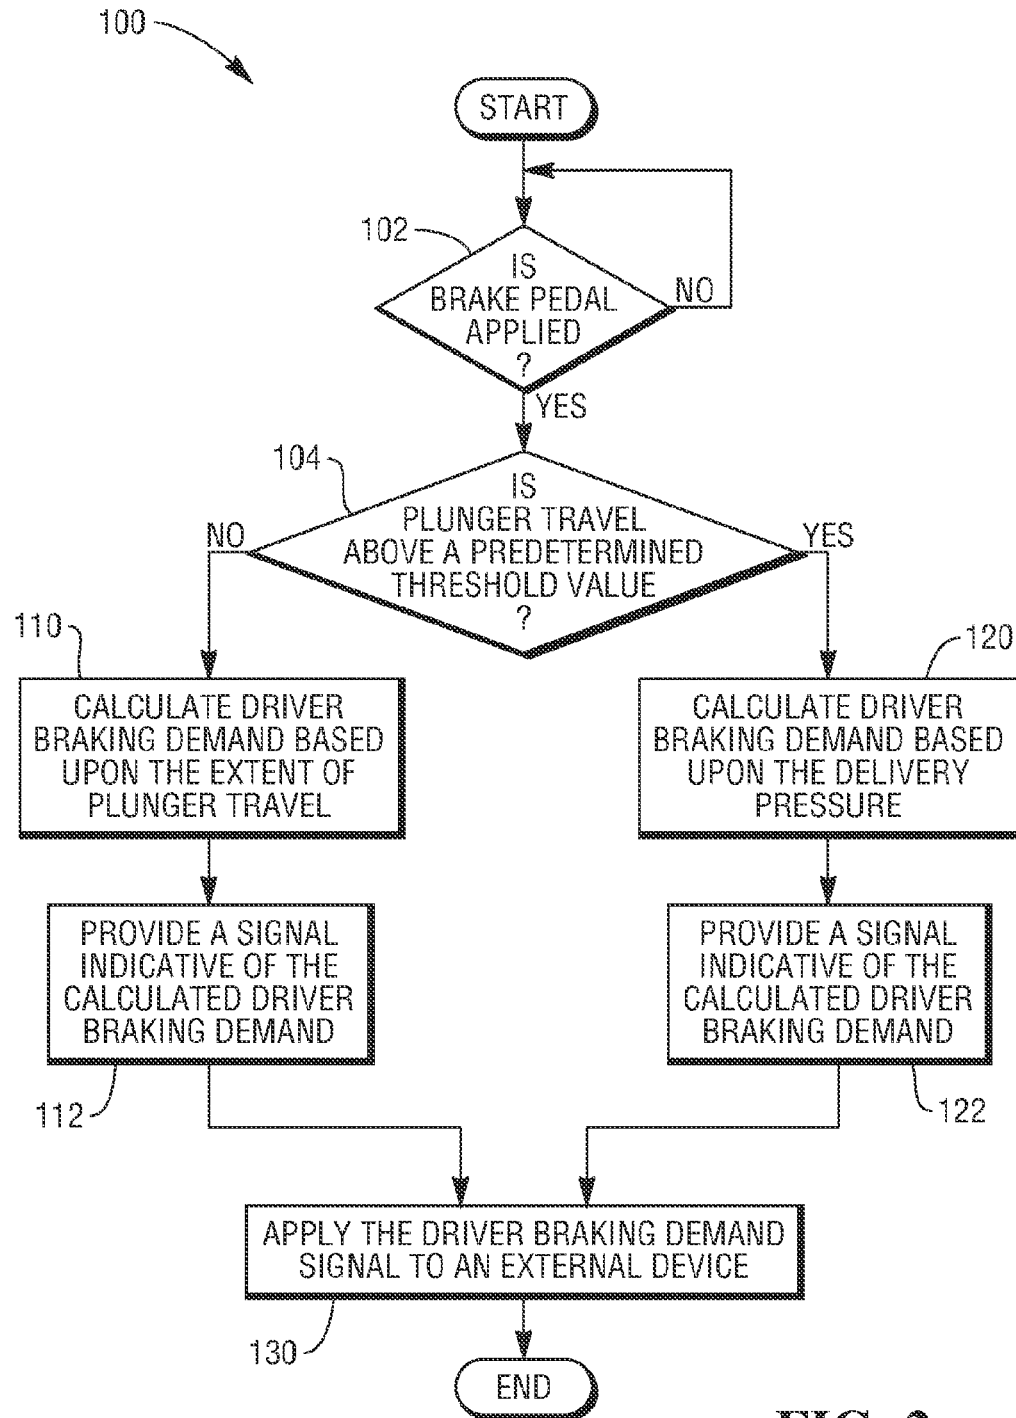 100
START
102
IS
BRAKE PEDAL
APPLIED
?
NO
YES
104
IS
PLUNGER TRAVEL
ABOVE A PREDETERMINED
THRESHOLD VALUE
?
NO
YES
110
CALCULATE DRIVER
BRAKING DEMAND BASED
UPON THE EXTENT OF
PLUNGER TRAVEL
120
CALCULATE DRIVER
BRAKING DEMAND BASED
UPON THE DELIVERY
PRESSURE
PROVIDE A SIGNAL
INDICATIVE OF THE
CALCULATED DRIVER
BRAKING DEMAND
112
PROVIDE A SIGNAL
INDICATIVE OF THE
CALCULATED DRIVER
BRAKING DEMAND
122
APPLY THE DRIVER BRAKING DEMAND
SIGNAL TO AN EXTERNAL DEVICE
130
END